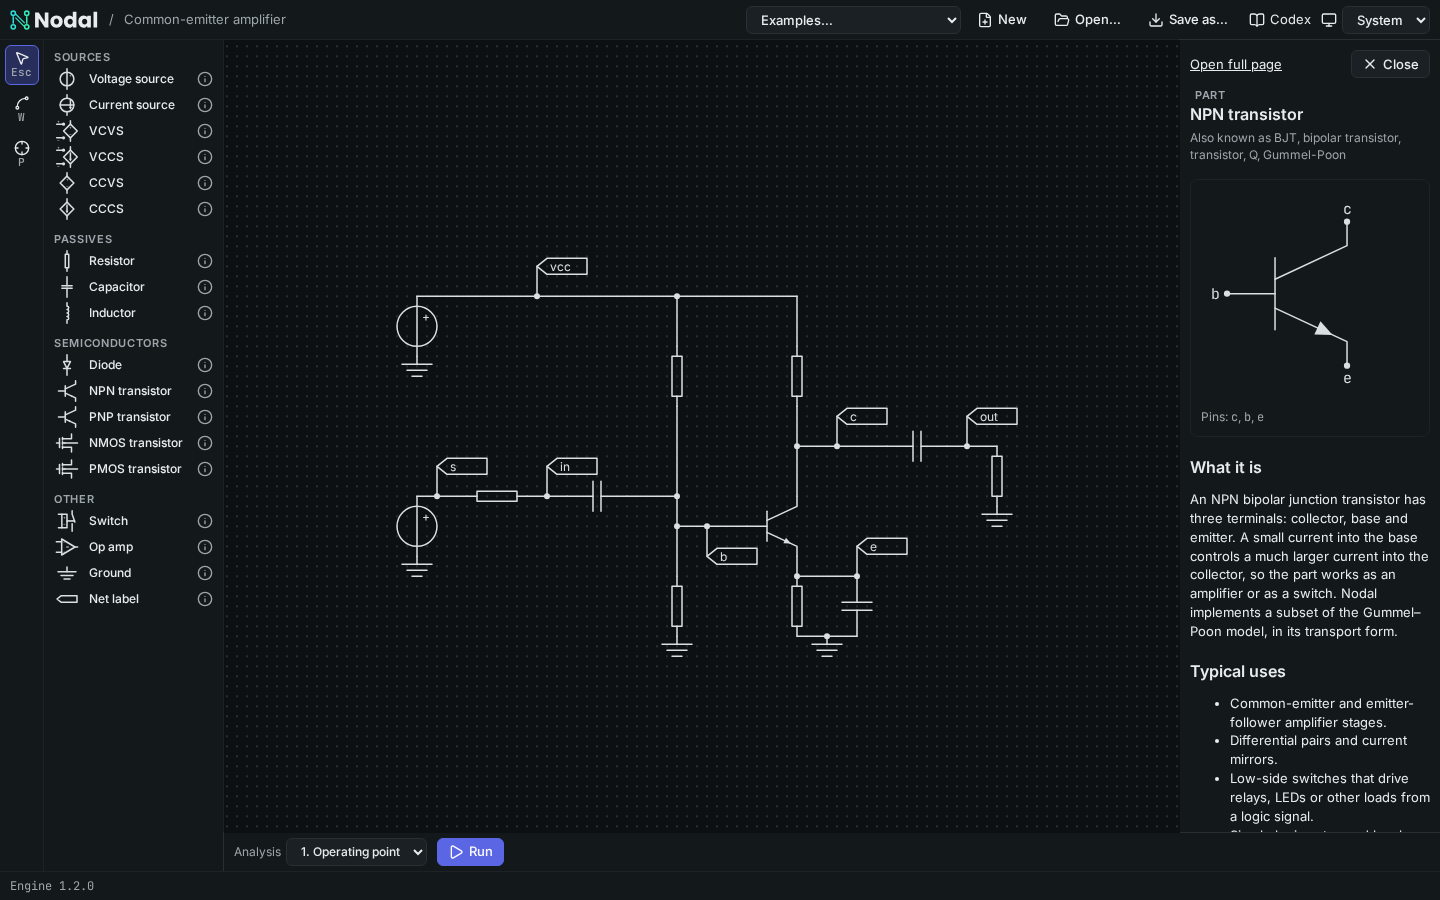 Nodal / Common-emitter amplifier Examples... New Open... Save as... Codex System
Esc
W
P
SOURCES
Voltage source
Current source
VCVS
VCCS
CCVS
CCCS
PASSIVES
Resistor
Capacitor
Inductor
SEMICONDUCTORS
Diode
NPN transistor
PNP transistor
NMOS transistor
PMOS transistor
OTHER
Switch
Op amp
Ground
Net label
vcc
+
c
out
s
in
+
b
e
Analysis 1. Operating point Run
Open full page Close
PART
NPN transistor
Also known as BJT, bipolar transistor,
transistor, Q, Gummel-Poon
c
b
e
Pins: c, b, e
What it is
An NPN bipolar junction transistor has
three terminals: collector, base and
emitter. A small current into the base
controls a much larger current into the
collector, so the part works as an
amplifier or as a switch. Nodal
implements a subset of the Gummel–
Poon model, in its transport form.
Typical uses
• Common-emitter and emitter-
follower amplifier stages.
• Differential pairs and current
mirrors.
• Low-side switches that drive
relays, LEDs or other loads from
a logic signal.
Engine 1.2.0